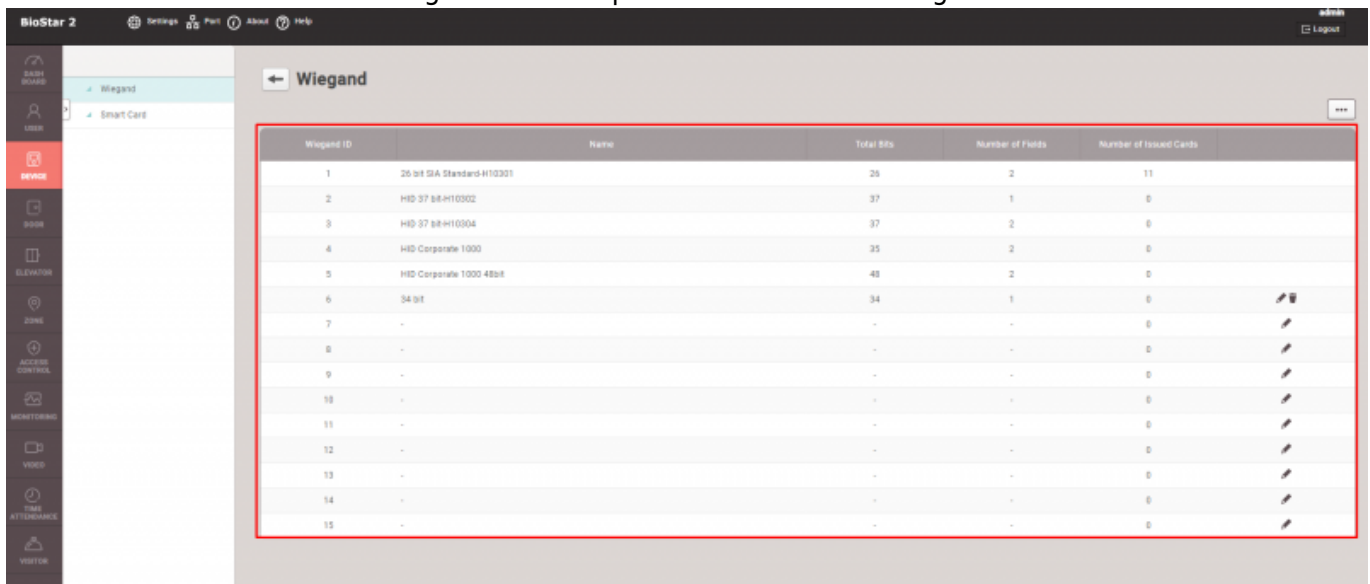 admin
BioStar 2 Settings Port About Help
Logout
DASH BOARD
USER
DEVICE
DOOR
ELEVATOR
ZONE
ACCESS CONTROL
MONITORING
VIDEO
TIME ATTENDANCE
VISITOR
Wiegand
Smart Card
Wiegand
Wiegand ID Name Total Bits Number of Fields Number of Issued Cards
1 26 bit SIA Standard-H10301 26 2 11
2 HID 37 bit-H10302 37 1 0
3 HID 37 bit-H10304 37 2 0
4 HID Corporate 1000 35 2 0
5 HID Corporate 1000 48bit 48 2 0
6 34 bit 34 1 0
7 - - - 0
8 - - - 0
9 - - - 0
10 - - - 0
11 - - - 0
12 - - - 0
13 - - - 0
14 - - - 0
15 - - - 0